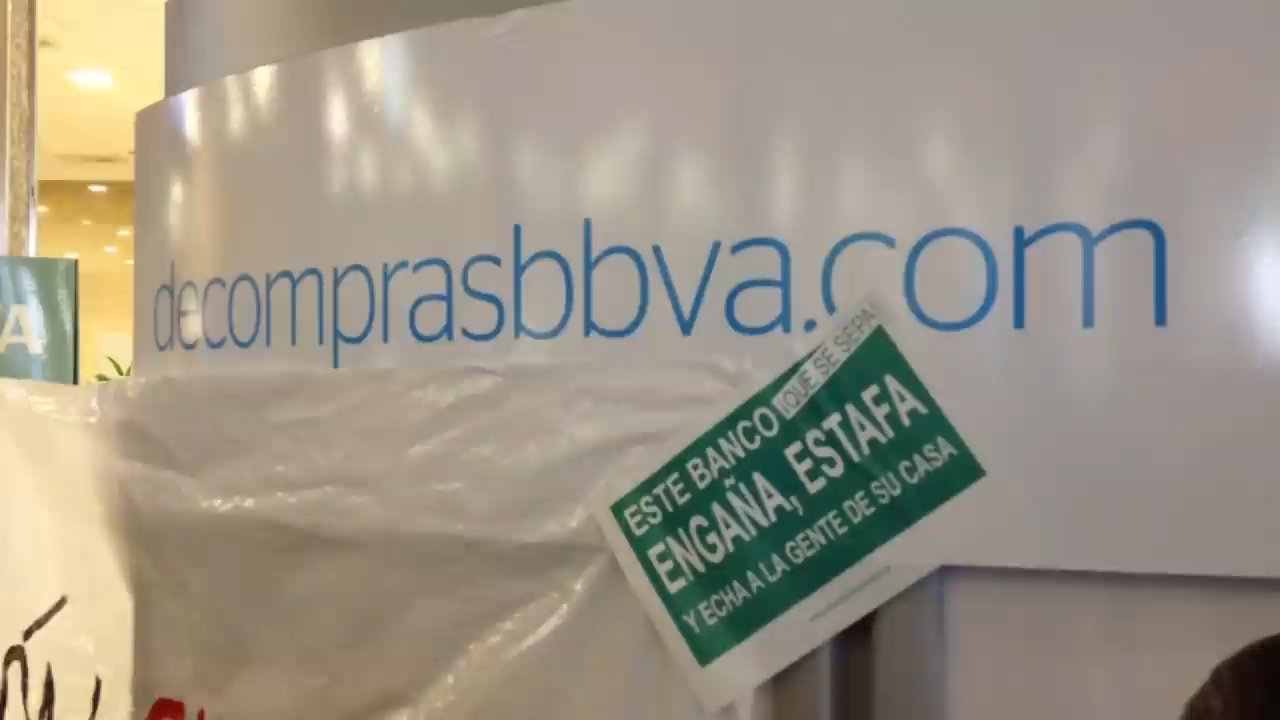 decomprasbbva.com
A
ESTE BANCO ¡QUE SE SEPA!
ENGAÑA, ESTAFA
Y ECHA A LA GENTE DE SU CASA